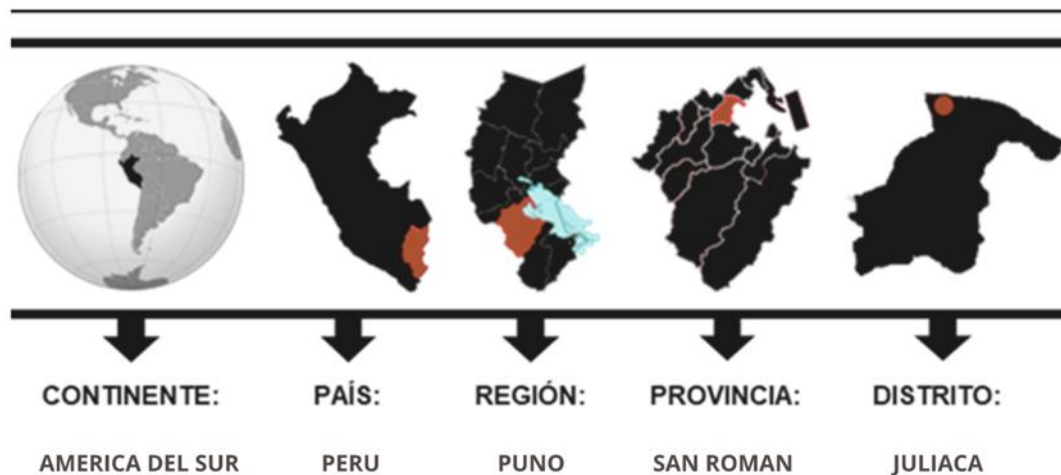 CONTINENTE: PAÍS: REGIÓN: PROVINCIA: DISTRITO:
AMERICA DEL SUR PERU PUNO SAN ROMAN JULIACA